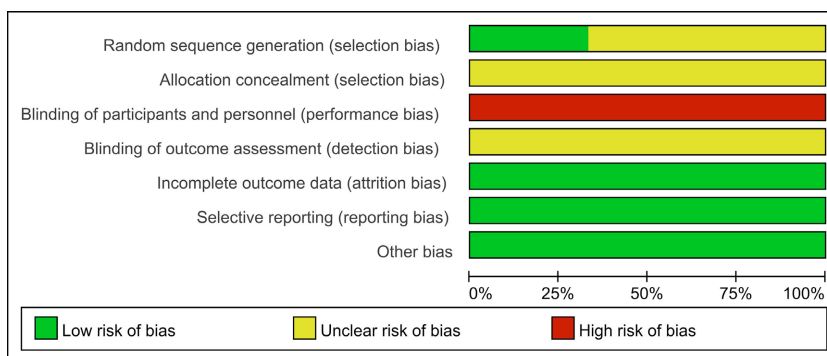 Random sequence generation (selection bias)
Allocation concealment (selection bias)
Blinding of participants and personnel (performance bias)
Blinding of outcome assessment (detection bias)
Incomplete outcome data (attrition bias)
Selective reporting (reporting bias)
Other bias
0% 25% 50% 75% 100%
Low risk of bias Unclear risk of bias High risk of bias